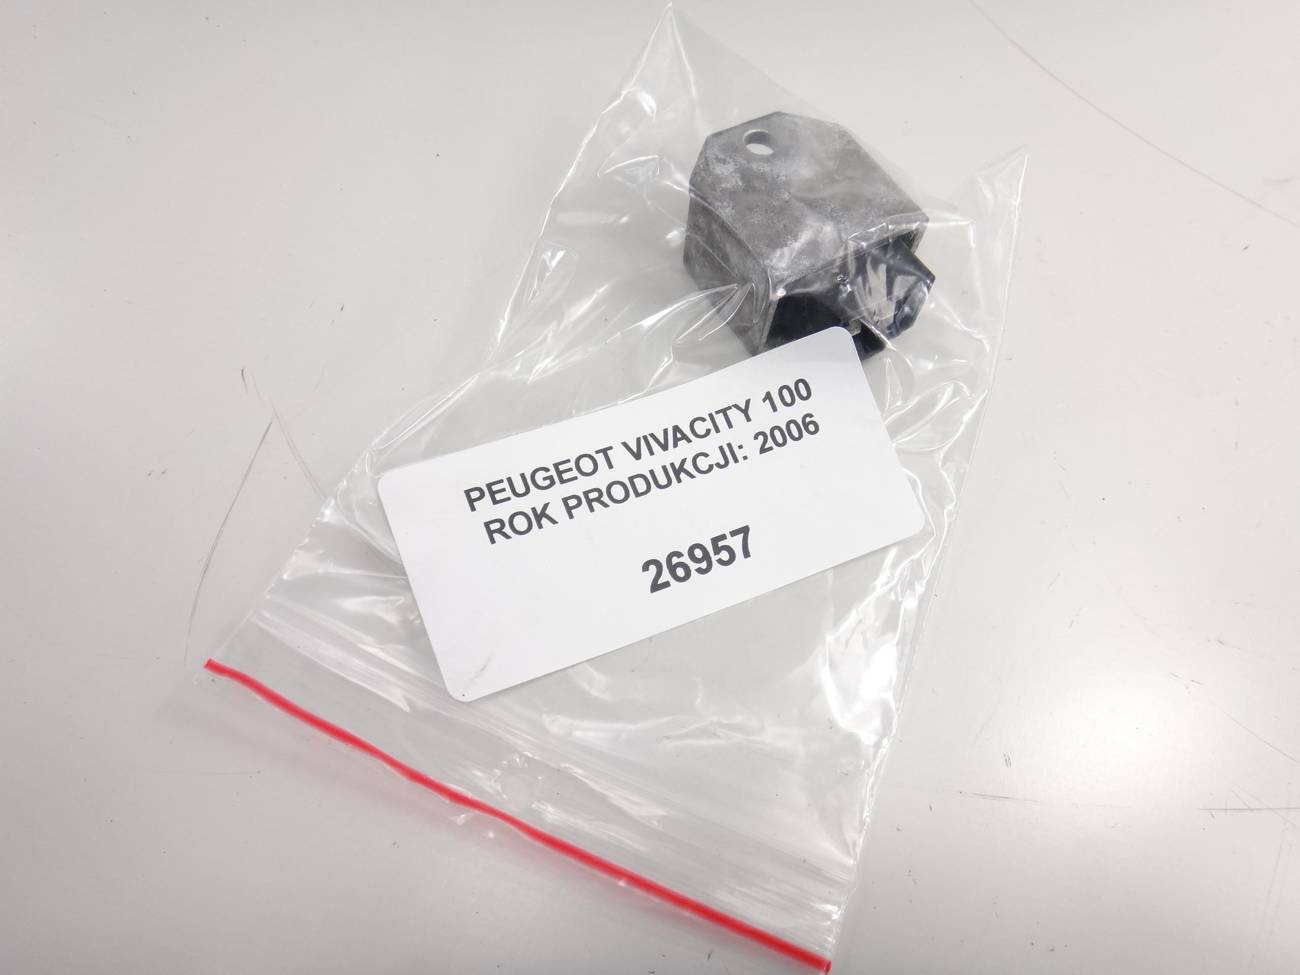 PEUGEOT VIVACITY 100
ROK PRODUKCJI: 2006
26957